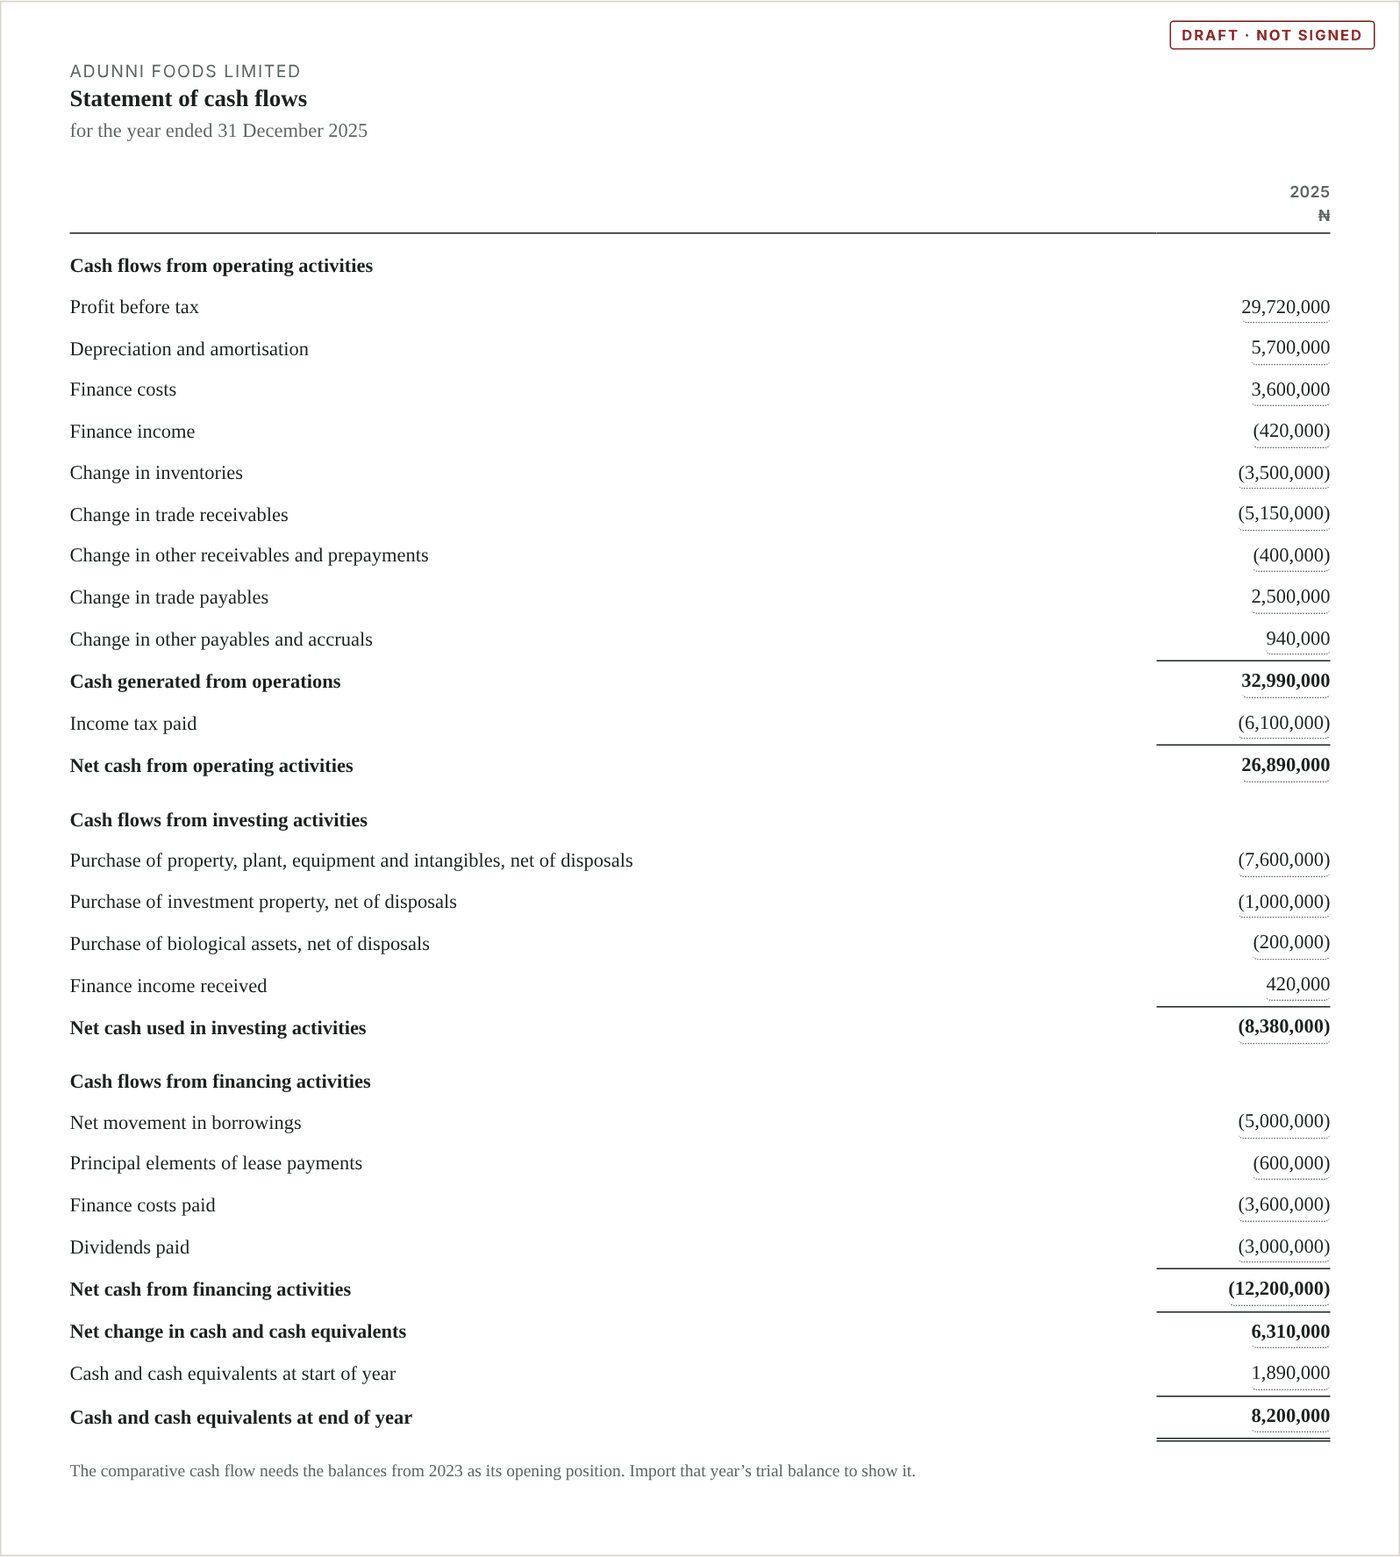 DRAFT · NOT SIGNED
ADUNNI FOODS LIMITED
Statement of cash flows
for the year ended 31 December 2025
2025
₦
Cash flows from operating activities
Profit before tax 29,720,000
Depreciation and amortisation 5,700,000
Finance costs 3,600,000
Finance income (420,000)
Change in inventories (3,500,000)
Change in trade receivables (5,150,000)
Change in other receivables and prepayments (400,000)
Change in trade payables 2,500,000
Change in other payables and accruals 940,000
Cash generated from operations 32,990,000
Income tax paid (6,100,000)
Net cash from operating activities 26,890,000
Cash flows from investing activities
Purchase of property, plant, equipment and intangibles, net of disposals (7,600,000)
Purchase of investment property, net of disposals (1,000,000)
Purchase of biological assets, net of disposals (200,000)
Finance income received 420,000
Net cash used in investing activities (8,380,000)
Cash flows from financing activities
Net movement in borrowings (5,000,000)
Principal elements of lease payments (600,000)
Finance costs paid (3,600,000)
Dividends paid (3,000,000)
Net cash from financing activities (12,200,000)
Net change in cash and cash equivalents 6,310,000
Cash and cash equivalents at start of year 1,890,000
Cash and cash equivalents at end of year 8,200,000
The comparative cash flow needs the balances from 2023 as its opening position. Import that year’s trial balance to show it.